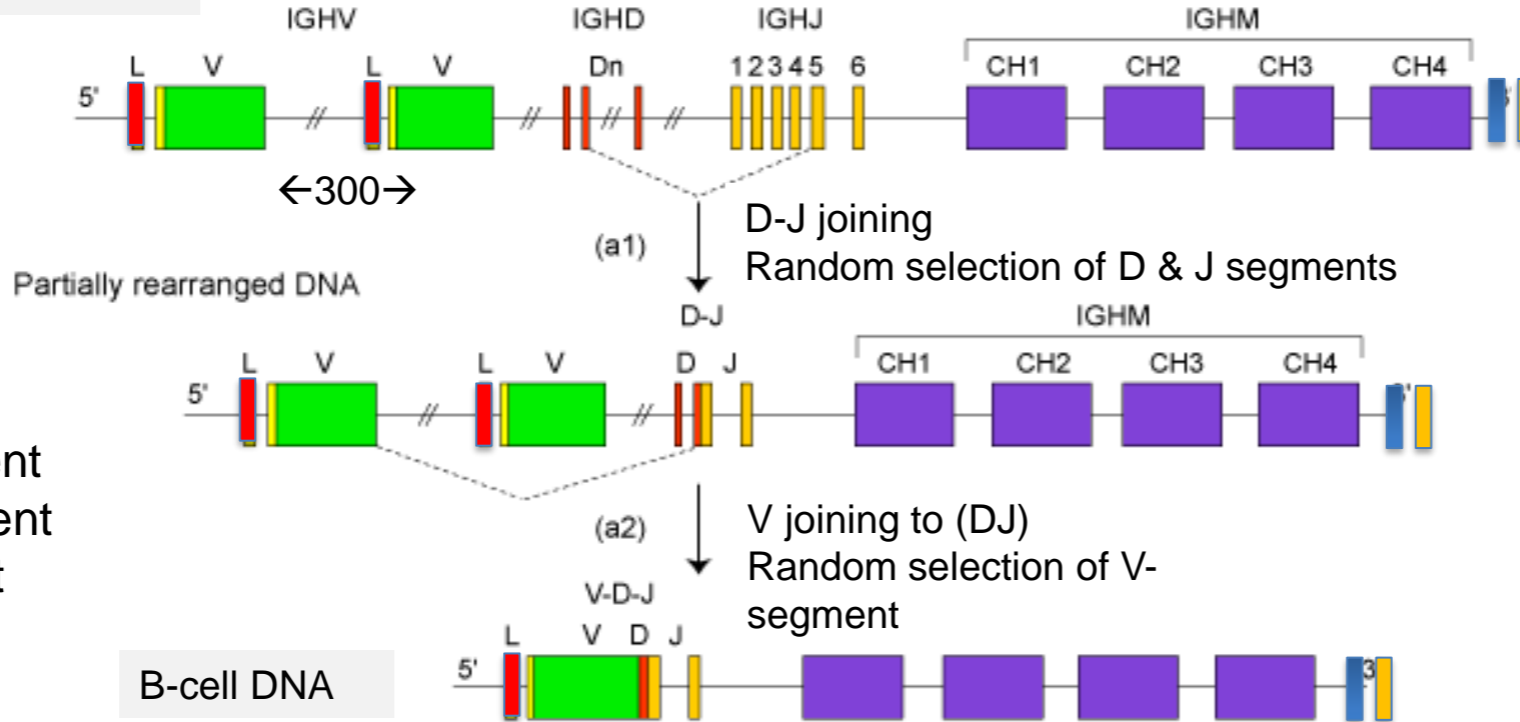 IGHV IGHD IGHJ IGHM
L V L V Dn 1 2 3 4 5 6 CH1 CH2 CH3 CH4
5'
←300→
D-J joining
(a1)
Random selection of D & J segments
Partially rearranged DNA
D-J IGHM
L V L V D J CH1 CH2 CH3 CH4
5'
ent
ent
t
V joining to (DJ)
(a2)
Random selection of V-
segment
V-D-J
L V D J
5' 3
B-cell DNA